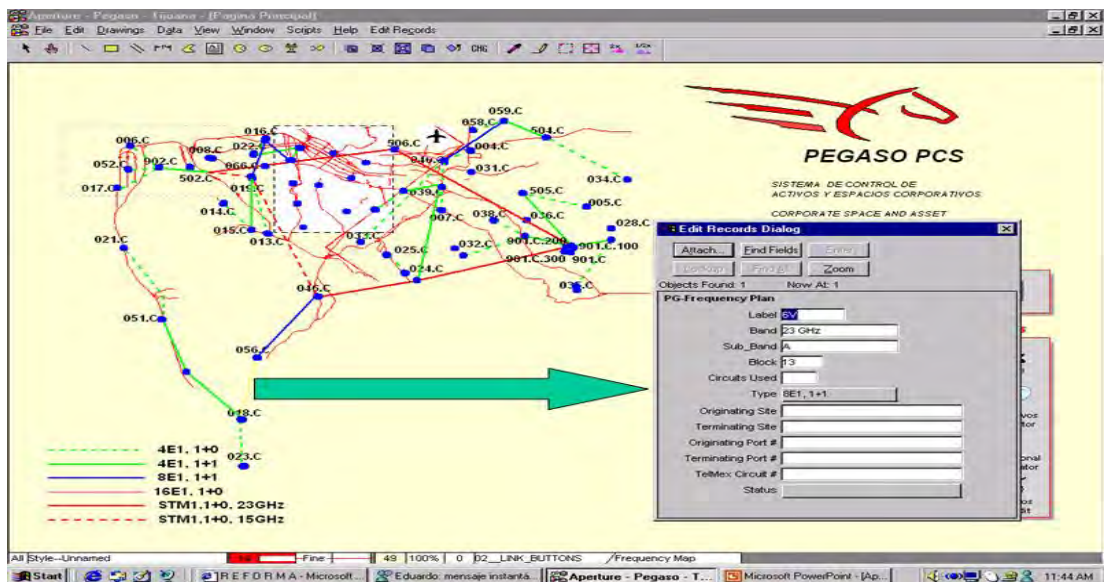 Aperture - Pegaso - Tijuana - [Pagina Principal]
File Edit Drawings Data View Window Scripts Help Edit Records
CHG 2x 1/2x
059.C
058.C
504.C
016.C
006.C
022.C
008.C
506.C
004.C
052.C
902.C
066.C
046.C
031.C
502.C
034.C
017.C
019.C
039.C
505.C
005.C
014.C
007.C
038.C
036.C
028.C
015.C
013.C
033.C
021.C
025.C
032.C
901.C.200
901.C.100
901.C.300
901.C
024.C
035.C
046.C
051.C
056.C
018.C
023.C
PEGASO PCS
SISTEMA DE CONTROL DE
ACTIVOS Y ESPACIOS CORPORATIVOS
CORPORATE SPACE AND ASSET
Edit Records Dialog
Attach... Find Fields Enter
Lookup Find All Zoom
Objects Found: 1 Now At: 1
PG-Frequency Plan
Label 6V
Band 23 GHz
Sub_Band A
Block 13
Circuits Used
Type 8E1, 1+1
Originating Site
Terminating Site
Originating Port #
Terminating Port #
TelMex Circuit #
Status
4E1, 1+0
4E1, 1+1
8E1, 1+1
16E1, 1+0
STM1,1+0, 23GHz
STM1,1+0, 15GHz
All Style--Unnamed Fine 49 100% 0 02_LINK_BUTTONS /Frequency Map
Start R E F O R M A - Microsoft ... Eduardo: mensaje instantá... Aperture - Pegaso - T... Microsoft PowerPoint - [Ap... 11:44 AM